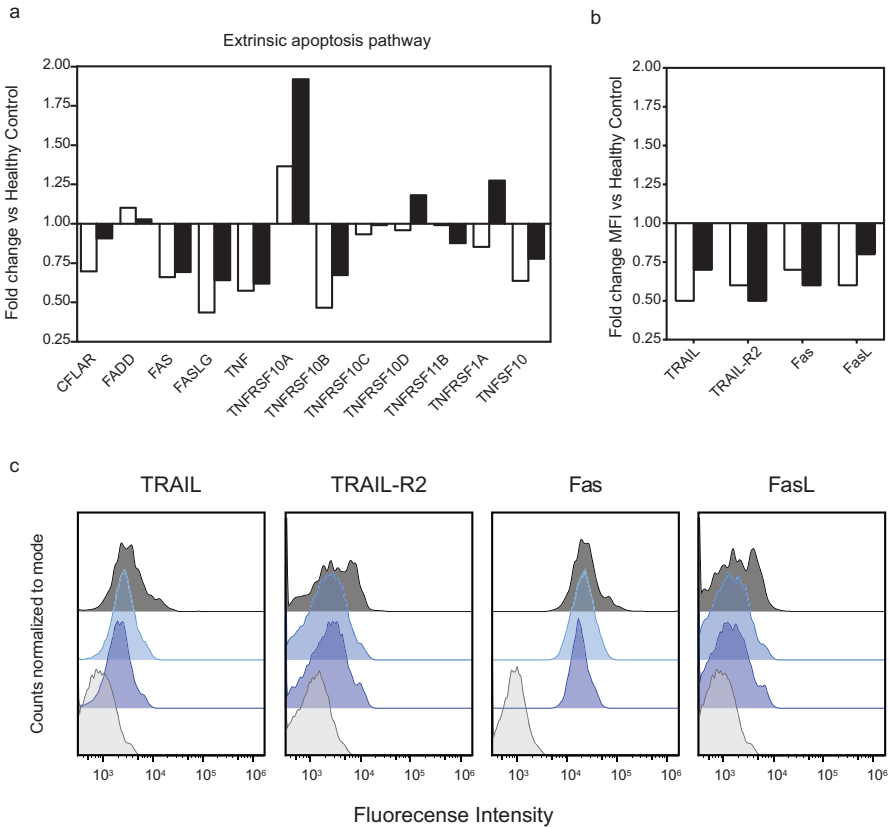 a
Extrinsic apoptosis pathway
Fold change vs Healthy Control
2.00
1.75
1.50
1.25
1.00
0.75
0.50
0.25
CFLAR
FADD
FAS
FASLG
TNF
TNFRSF10A
TNFRSF10B
TNFRSF10C
TNFRSF10D
TNFRSF11B
TNFRSF1A
TNFSF10
b
Fold change MFI vs Healthy Control
2.00
1.75
1.50
1.25
1.00
0.75
0.50
0.25
TRAIL
TRAIL-R2
Fas
FasL
c
TRAIL
TRAIL-R2
Fas
FasL
Counts normalized to mode
10³ 10⁴ 10⁵ 10⁶
10³ 10⁴ 10⁵ 10⁶
10³ 10⁴ 10⁵ 10⁶
10³ 10⁴ 10⁵ 10⁶
Fluorecense Intensity